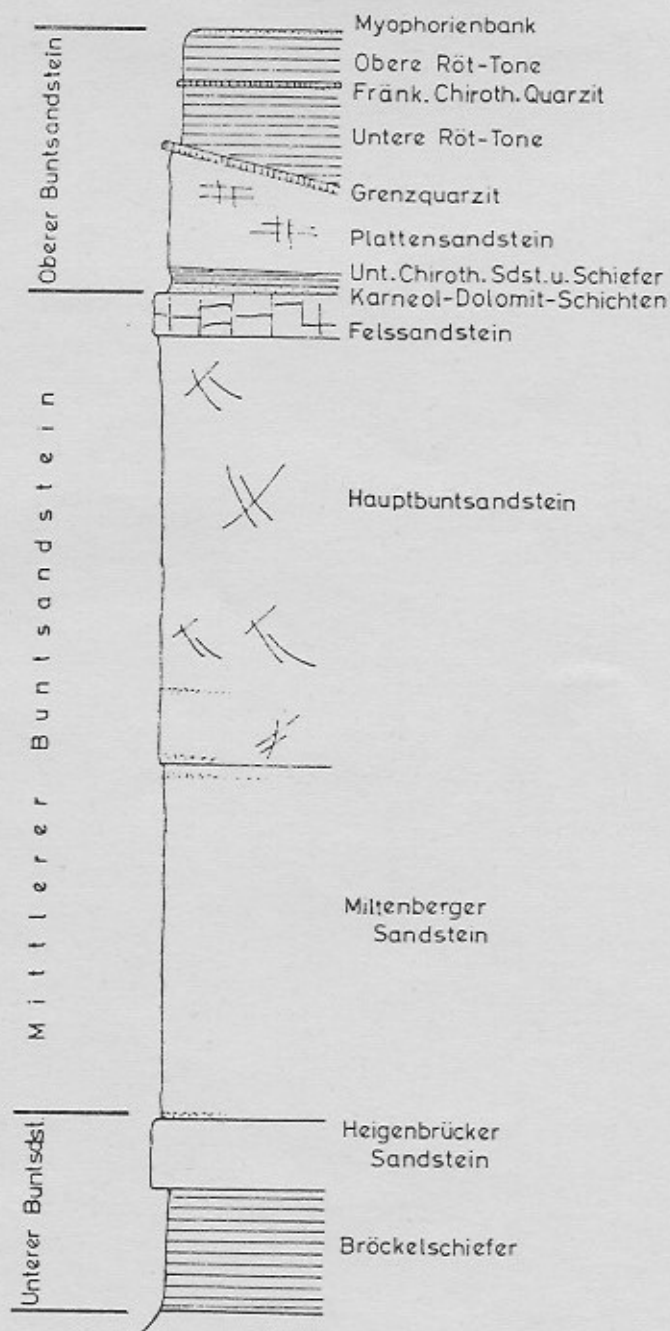 Myophorienbank
Obere Röt-Tone
Fränk. Chiroth. Quarzit
Untere Röt-Tone
Grenzquarzit
Plattensandstein
Unt. Chiroth. Sdst. u. Schiefer
Karneol-Dolomit-Schichten
Felssandstein
Hauptbuntsandstein
Miltenberger
Sandstein
Heigenbrücker
Sandstein
Bröckelschiefer
Oberer Buntsandstein
Mittlerer Buntsandstein
Unterer Buntsdst.